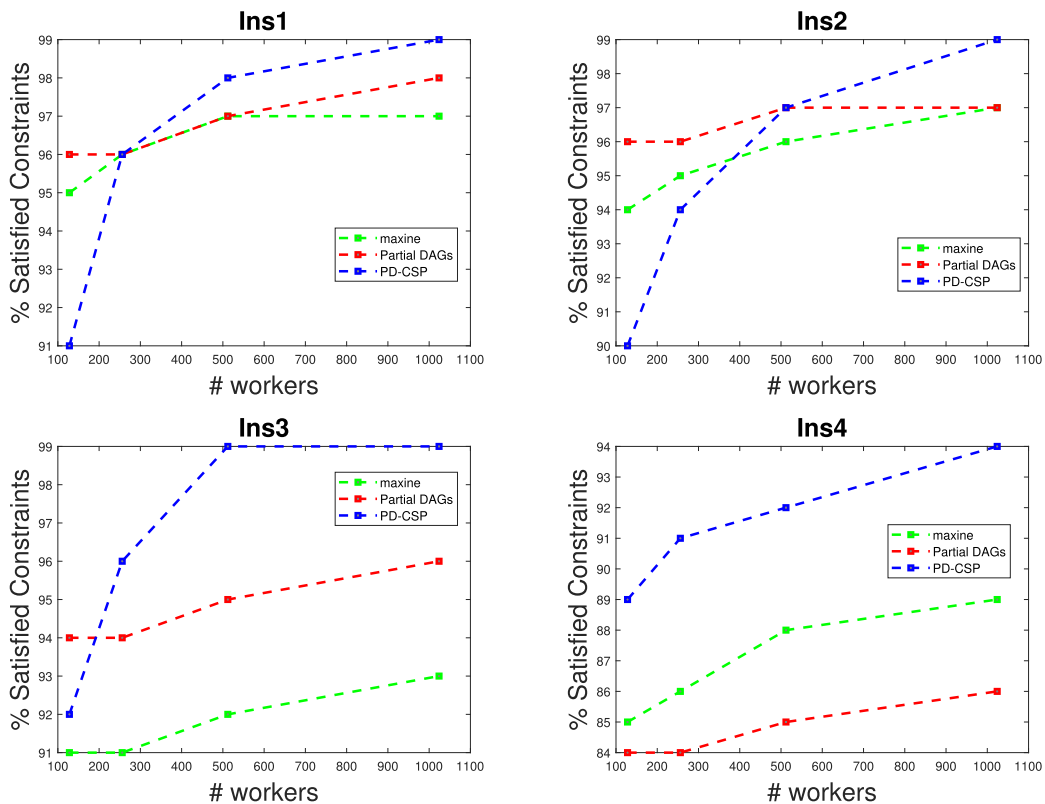 Ins1
99
98
97
96
95
94
93
92
91
% Satisfied Constraints
maxine
Partial DAGs
PD-CSP
100 200 300 400 500 600 700 800 900 1000 1100
# workers
Ins2
99
98
97
96
95
94
93
92
91
90
% Satisfied Constraints
maxine
Partial DAGs
PD-CSP
100 200 300 400 500 600 700 800 900 1000 1100
# workers
Ins3
99
98
97
96
95
94
93
92
91
% Satisfied Constraints
maxine
Partial DAGs
PD-CSP
100 200 300 400 500 600 700 800 900 1000 1100
# workers
Ins4
94
93
92
91
90
89
88
87
86
85
84
% Satisfied Constraints
maxine
Partial DAGs
PD-CSP
100 200 300 400 500 600 700 800 900 1000 1100
# workers